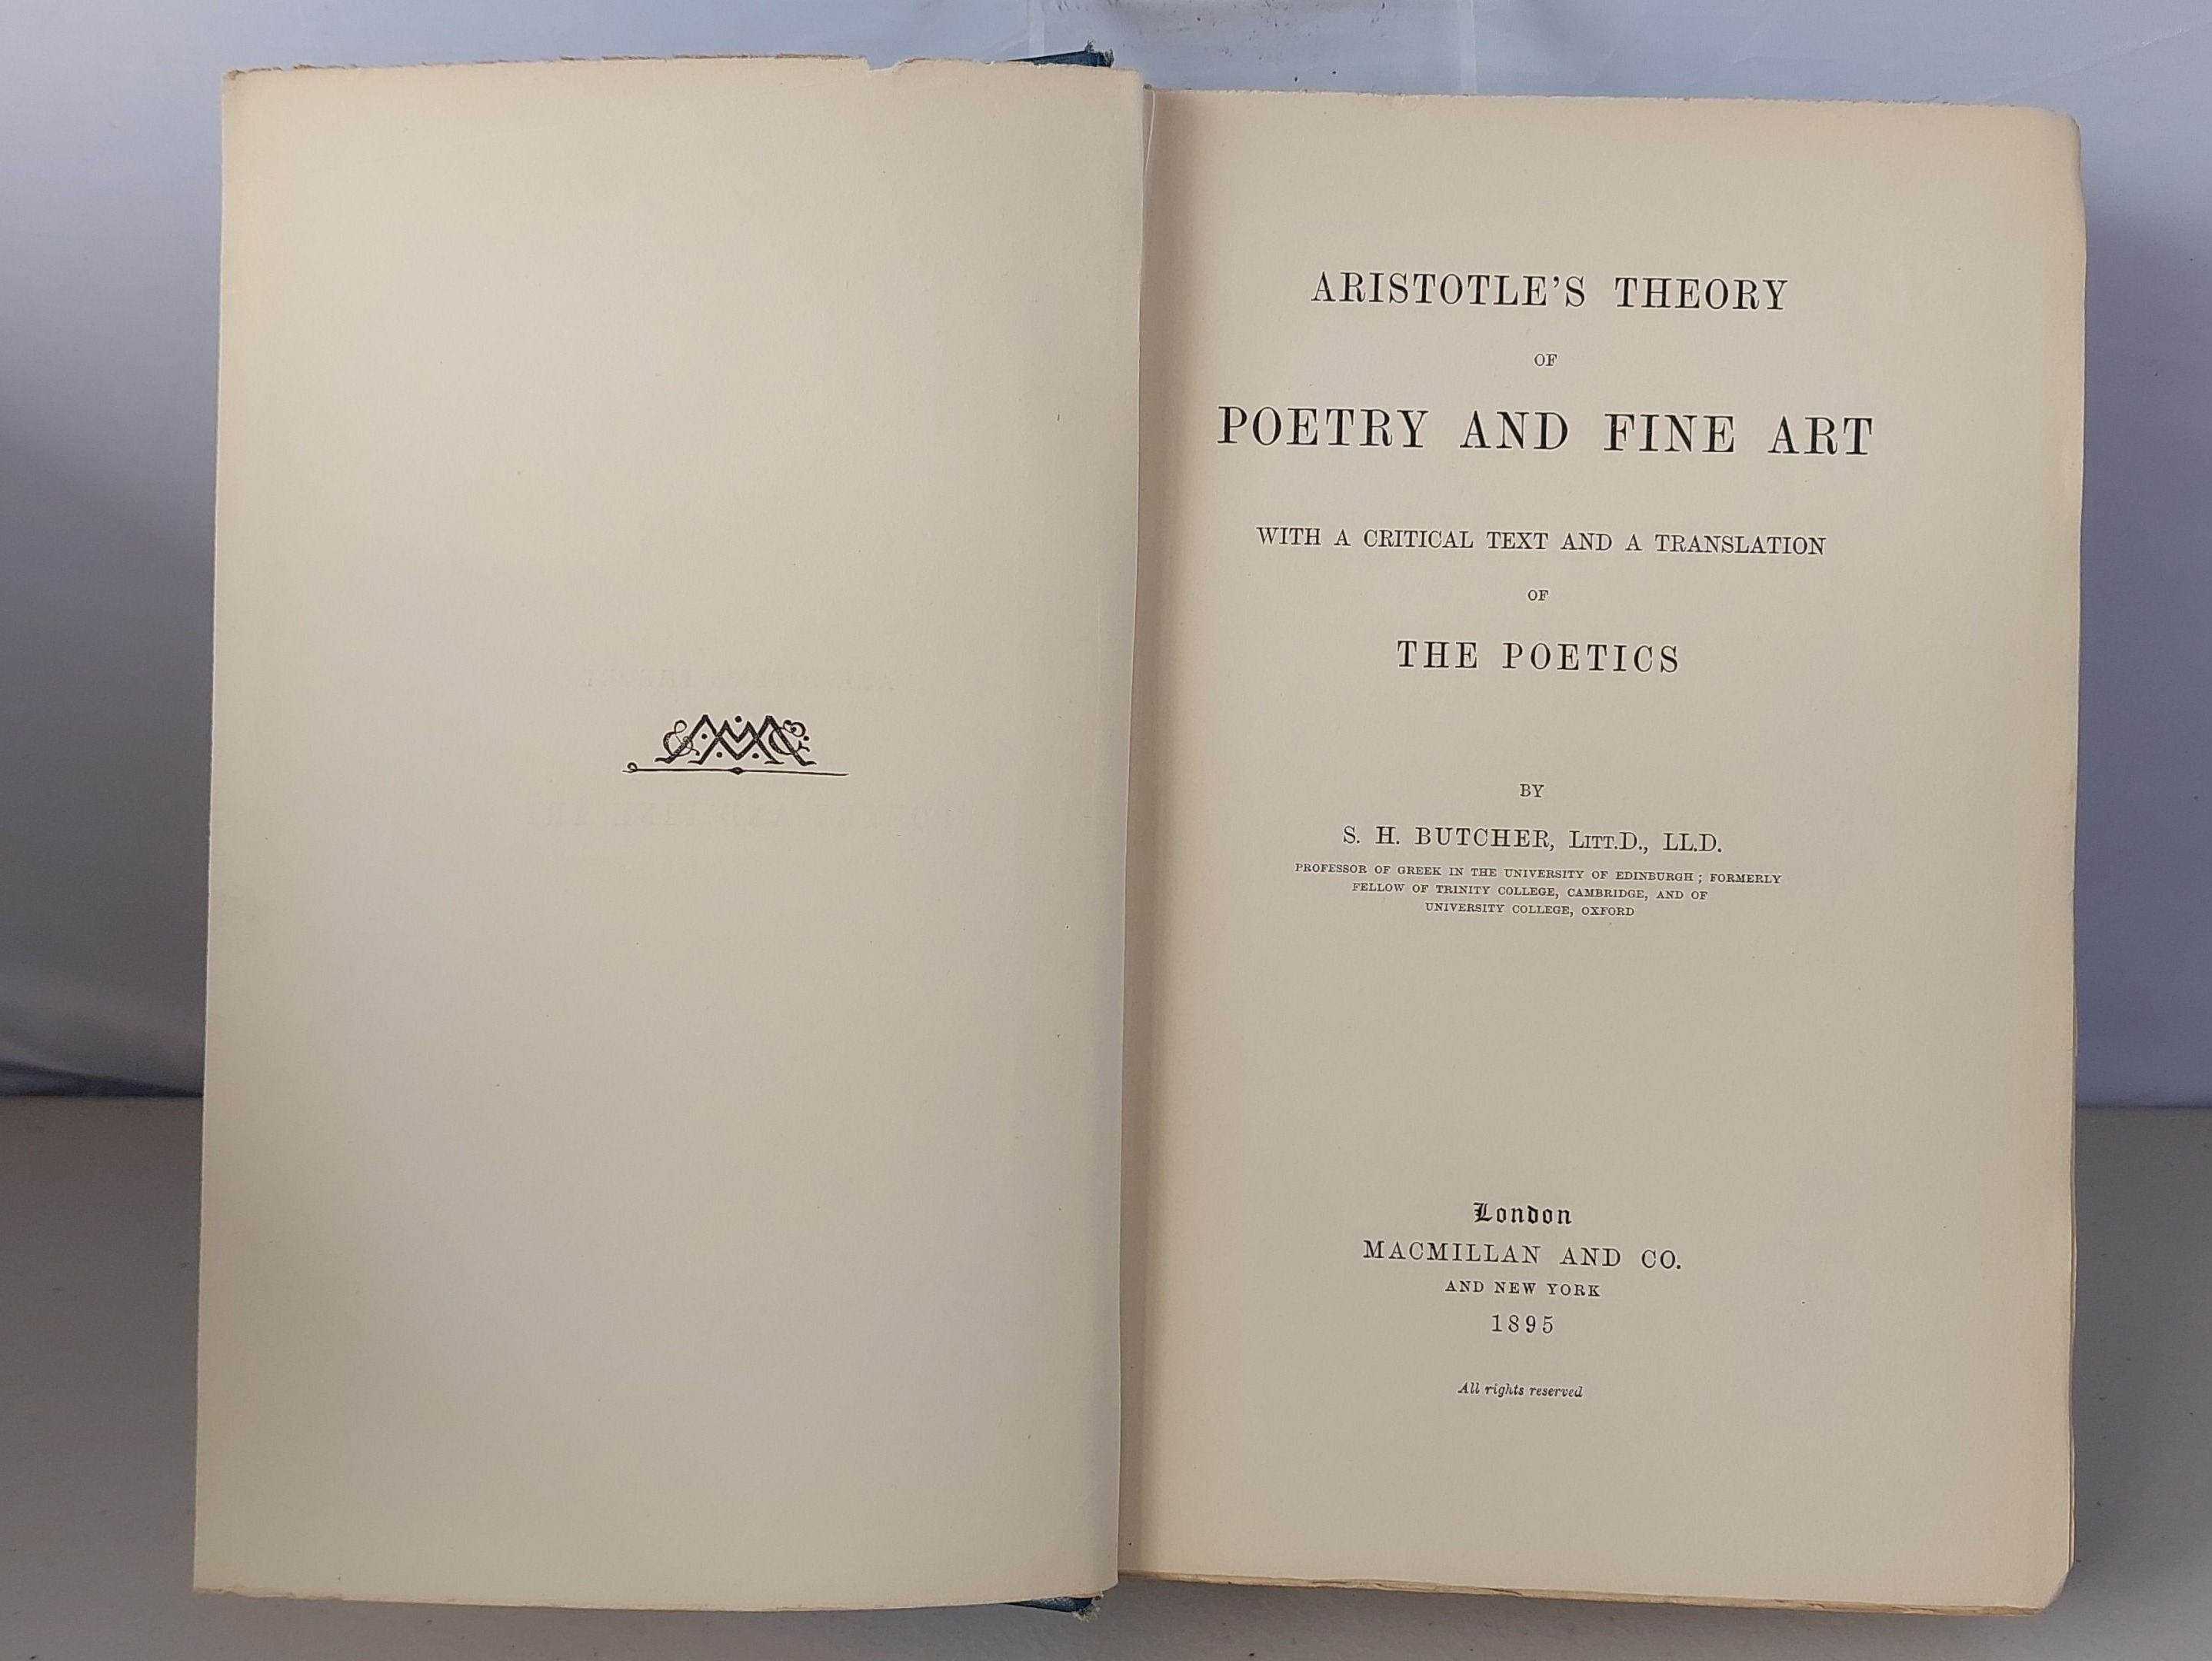 ARISTOTLE'S THEORY
OF
POETRY AND FINE ART
WITH A CRITICAL TEXT AND A TRANSLATION
OF
THE POETICS
BY
S. H. BUTCHER, LITT.D., LL.D.
PROFESSOR OF GREEK IN THE UNIVERSITY OF EDINBURGH ; FORMERLY
FELLOW OF TRINITY COLLEGE, CAMBRIDGE, AND OF
UNIVERSITY COLLEGE, OXFORD
London
MACMILLAN AND CO.
AND NEW YORK
1895
All rights reserved